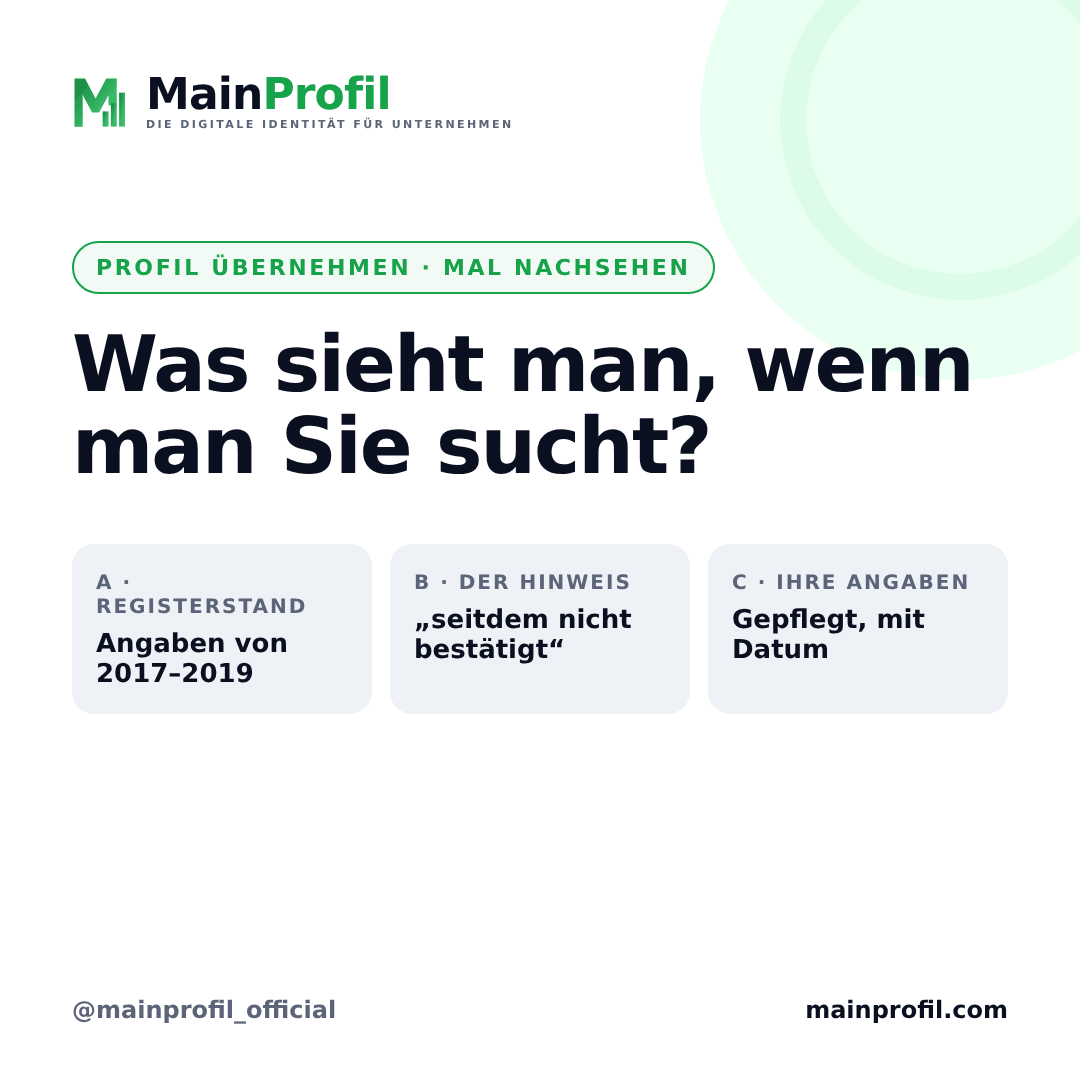 MainProfil
DIE DIGITALE IDENTITÄT FÜR UNTERNEHMEN
PROFIL ÜBERNEHMEN · MAL NACHSEHEN
Was sieht man, wenn
man Sie sucht?
A ·
REGISTERSTAND
Angaben von
2017–2019
B · DER HINWEIS
„seitdem nicht
bestätigt“
C · IHRE ANGABEN
Gepflegt, mit
Datum
@mainprofil_official
mainprofil.com